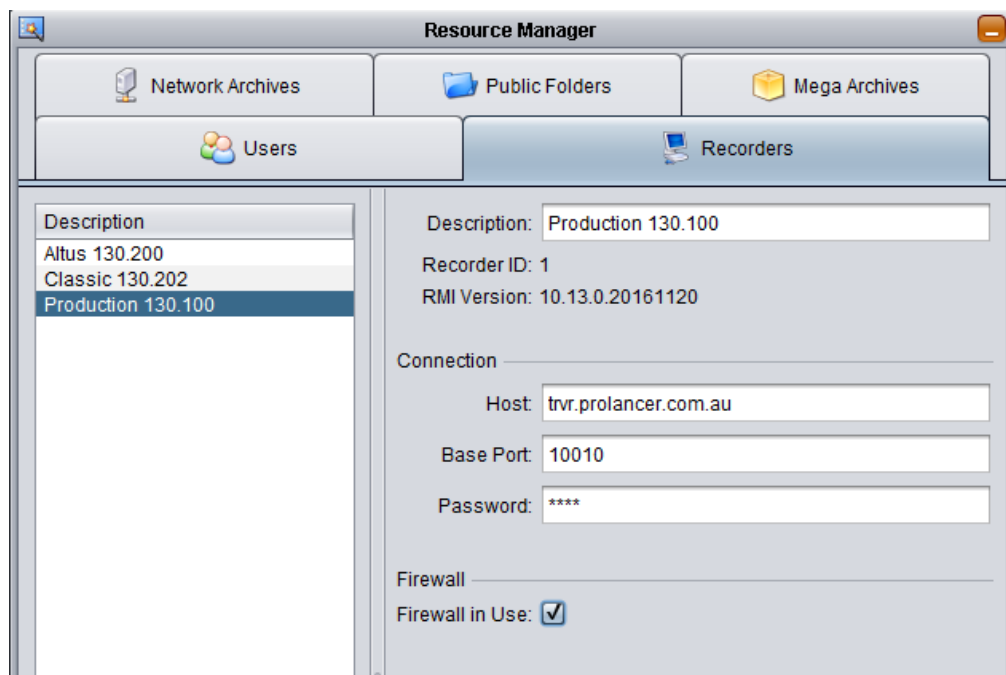 Resource Manager
Network Archives
Public Folders
Mega Archives
Users
Recorders
Description
Altus 130.200
Classic 130.202
Production 130.100
Description: Production 130.100
Recorder ID: 1
RMI Version: 10.13.0.20161120
Connection
Host: trvr.prolancer.com.au
Base Port: 10010
Password: ****
Firewall
Firewall in Use: